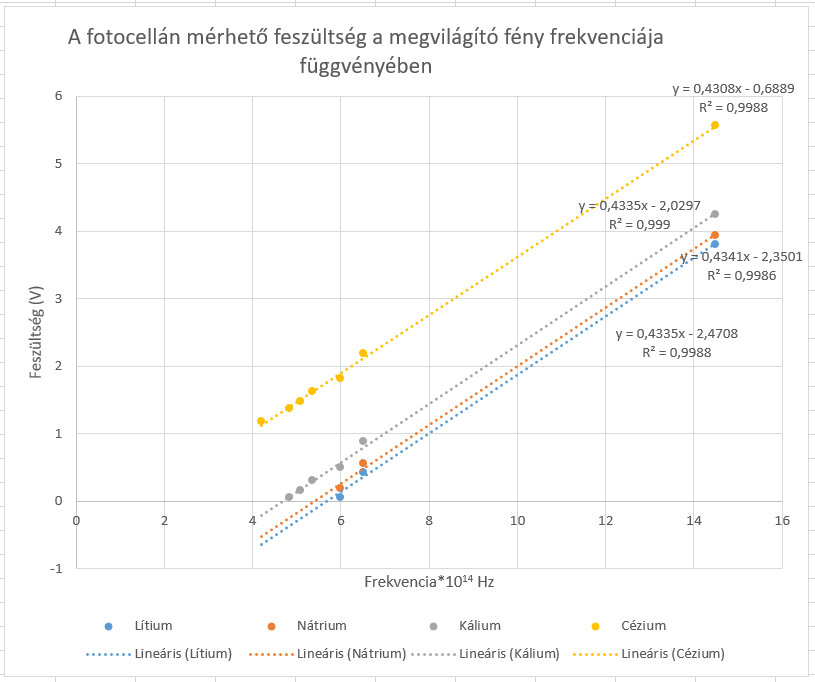 A fotocellán mérhető feszültség a megvilágító fény frekvenciája
függvényében
y = 0,4308x - 0,6889
R² = 0,9988
y = 0,4335x - 2,0297
R² = 0,999
y = 0,4341x - 2,3501
R² = 0,9986
y = 0,4335x - 2,4708
R² = 0,9988
Feszültség (V)
6
5
4
3
2
1
0
-1
0 2 4 6 8 10 12 14 16
Frekvencia*10¹⁴ Hz
Lítium Nátrium Kálium Cézium
Lineáris (Lítium) Lineáris (Nátrium) Lineáris (Kálium) Lineáris (Cézium)